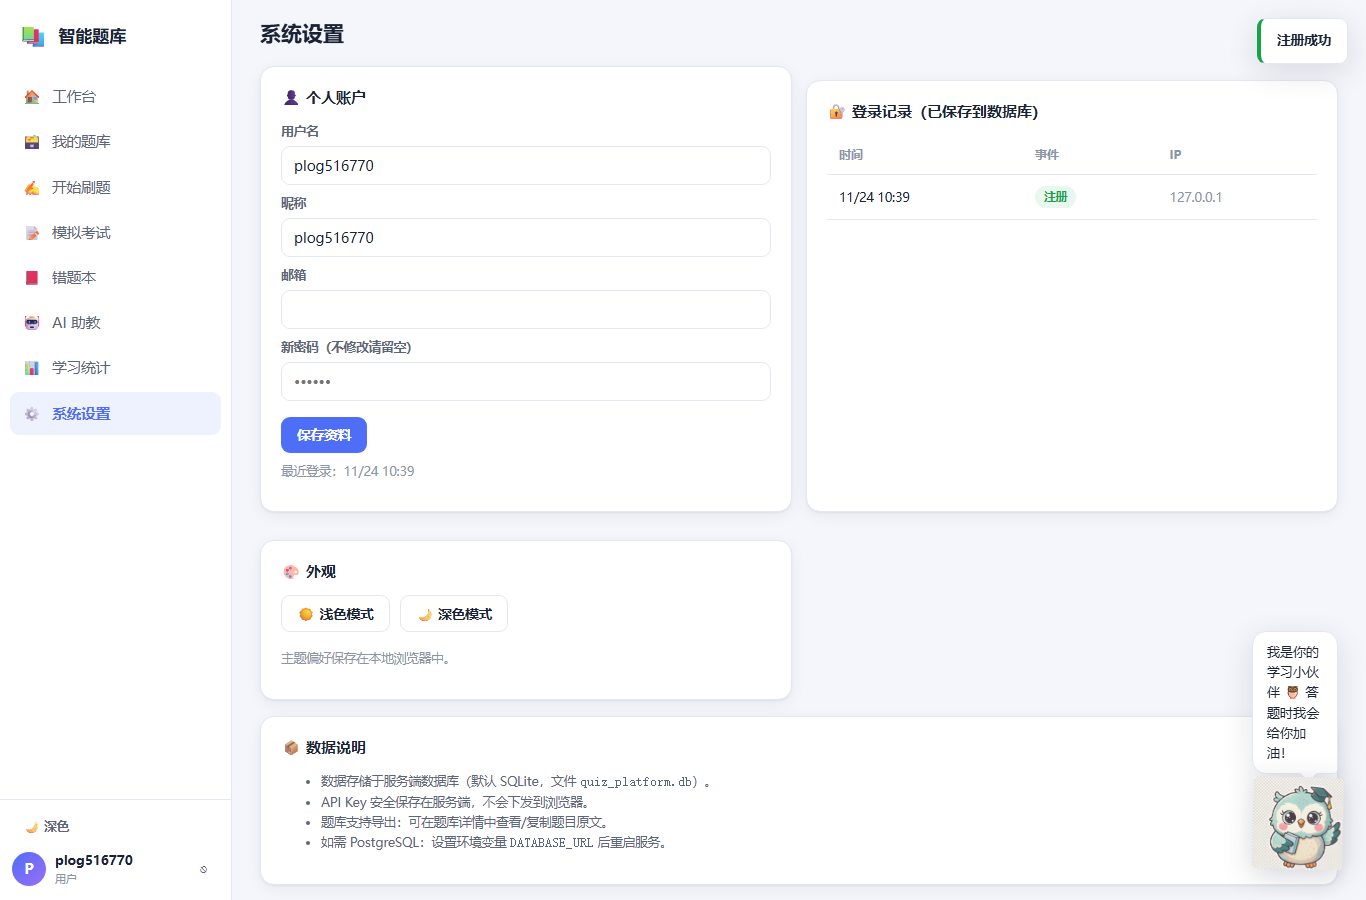 智能题库
工作台
我的题库
开始刷题
模拟考试
错题本
AI 助教
学习统计
系统设置
深色
P
plog516770
用户
系统设置
个人账户
用户名
plog516770
昵称
plog516770
邮箱
新密码（不修改请留空）
••••••
保存资料
最近登录：11/24 10:39
登录记录（已保存到数据库）
时间 事件 IP
11/24 10:39 注册 127.0.0.1
外观
浅色模式 深色模式
主题偏好保存在本地浏览器中。
数据说明
• 数据存储于服务端数据库（默认 SQLite，文件 quiz_platform.db）。
• API Key 安全保存在服务端，不会下发到浏览器。
• 题库支持导出：可在题库详情中查看/复制题目原文。
• 如需 PostgreSQL：设置环境变量 DATABASE_URL 后重启服务。
注册成功
我是你的
学习小伙
伴 答
题时我会
给你加
油！